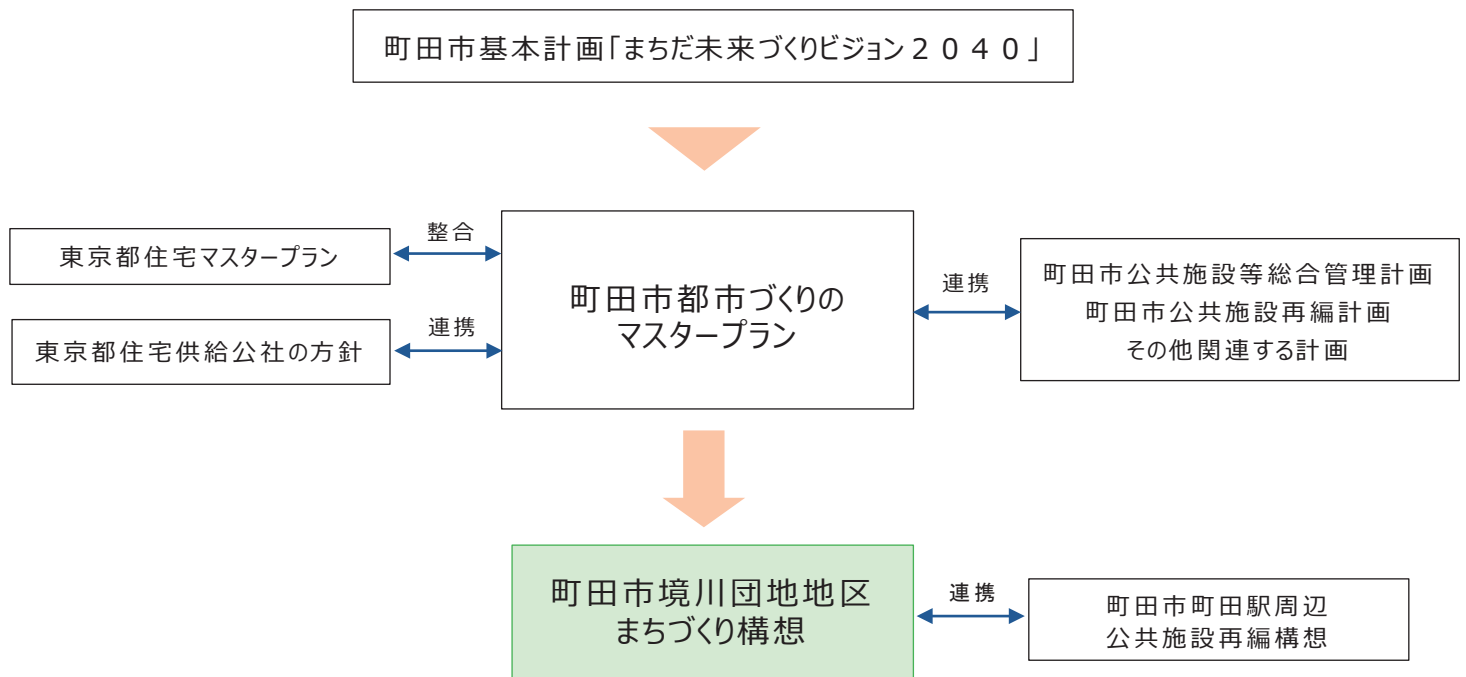 町田市基本計画「まちだ未来づくりビジョン２０４０」
東京都住宅マスタープラン
整合
東京都住宅供給公社の方針
連携
町田市都市づくりの
マスタープラン
連携
町田市公共施設等総合管理計画
町田市公共施設再編計画
その他関連する計画
町田市境川団地地区
まちづくり構想
連携
町田市町田駅周辺
公共施設再編構想